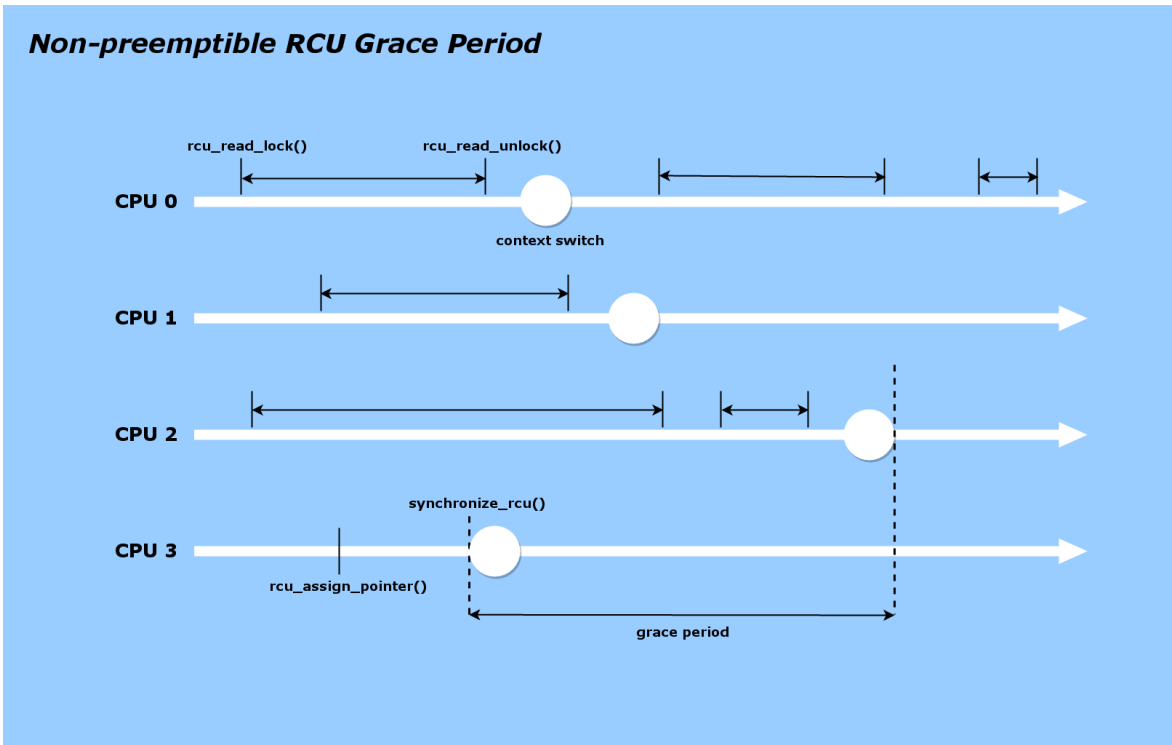 Non-preemptible RCU Grace Period
rcu_read_lock()
rcu_read_unlock()
CPU 0
context switch
CPU 1
CPU 2
synchronize_rcu()
CPU 3
rcu_assign_pointer()
grace period